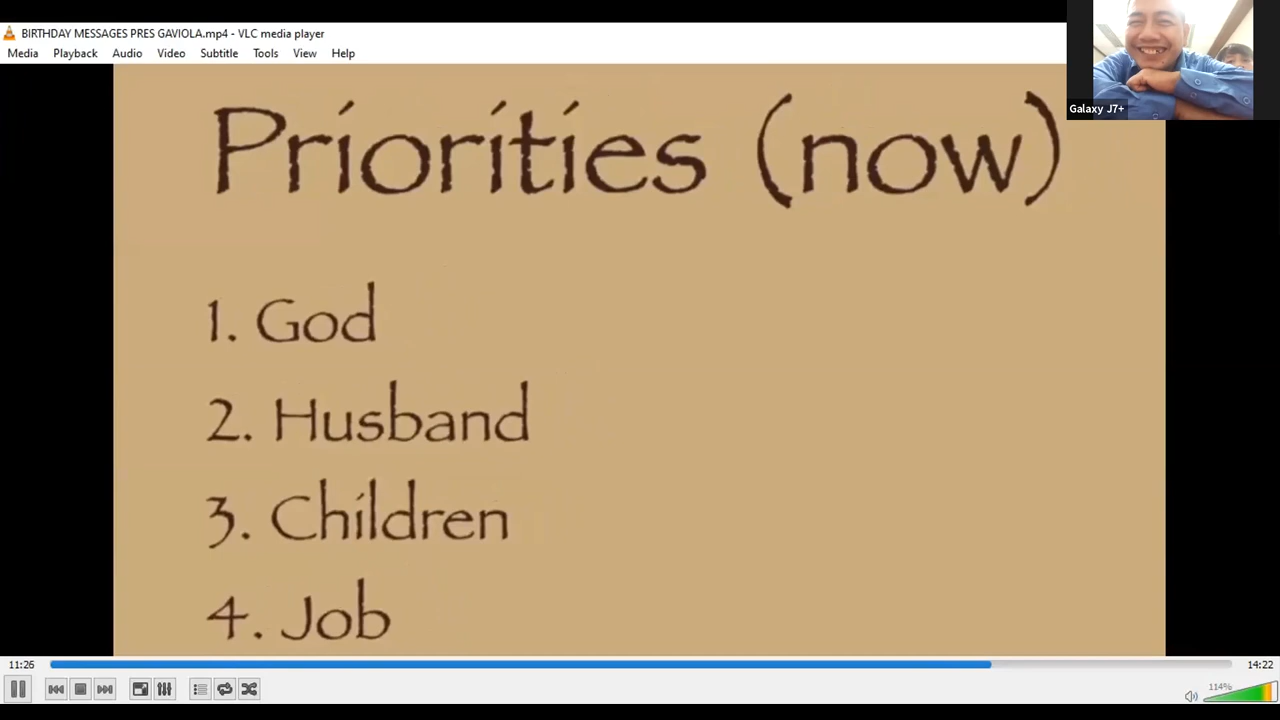 BIRTHDAY MESSAGES PRES GAVIOLA.mp4 - VLC media player
Media Playback Audio Video Subtitle Tools View Help
Galaxy J7+
Priorities (now)
1. God
2. Husband
3. Children
4. Job
11:26
14:22
114%